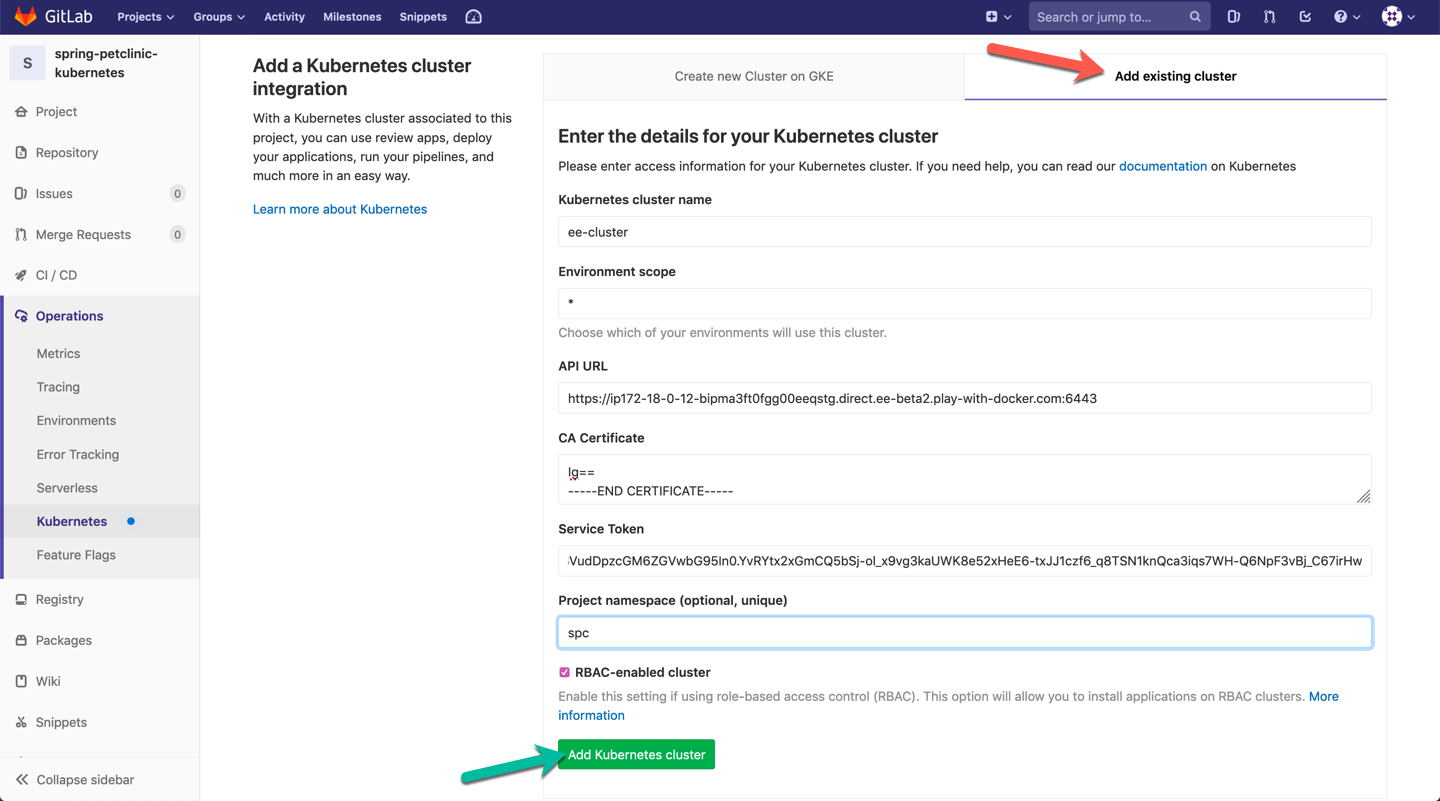 GitLab
Projects
Groups
Activity
Milestones
Snippets
Search or jump to...
S
spring-petclinic-
kubernetes
Project
Repository
Issues
0
Merge Requests
0
CI / CD
Operations
Metrics
Tracing
Environments
Error Tracking
Serverless
Kubernetes
Feature Flags
Registry
Packages
Wiki
Snippets
Collapse sidebar
Add a Kubernetes cluster
integration
With a Kubernetes cluster associated to this
project, you can use review apps, deploy
your applications, run your pipelines, and
much more in an easy way.
Learn more about Kubernetes
Create new Cluster on GKE
Add existing cluster
Enter the details for your Kubernetes cluster
Please enter access information for your Kubernetes cluster. If you need help, you can read our documentation on Kubernetes
Kubernetes cluster name
ee-cluster
Environment scope
*
Choose which of your environments will use this cluster.
API URL
https://ip172-18-0-12-bipma3ft0fgg00eeqstg.direct.ee-beta2.play-with-docker.com:6443
CA Certificate
lg==
-----END CERTIFICATE-----
Service Token
VudDpzcGM6ZGVwbG95In0.YvRYtx2xGmCQ5bSj-ol_x9vg3kaUWK8e52xHeE6-txJJ1czf6_q8TSN1knQca3iqs7WH-Q6NpF3vBj_C67irHw
Project namespace (optional, unique)
spc
RBAC-enabled cluster
Enable this setting if using role-based access control (RBAC). This option will allow you to install applications on RBAC clusters. More
information
Add Kubernetes cluster